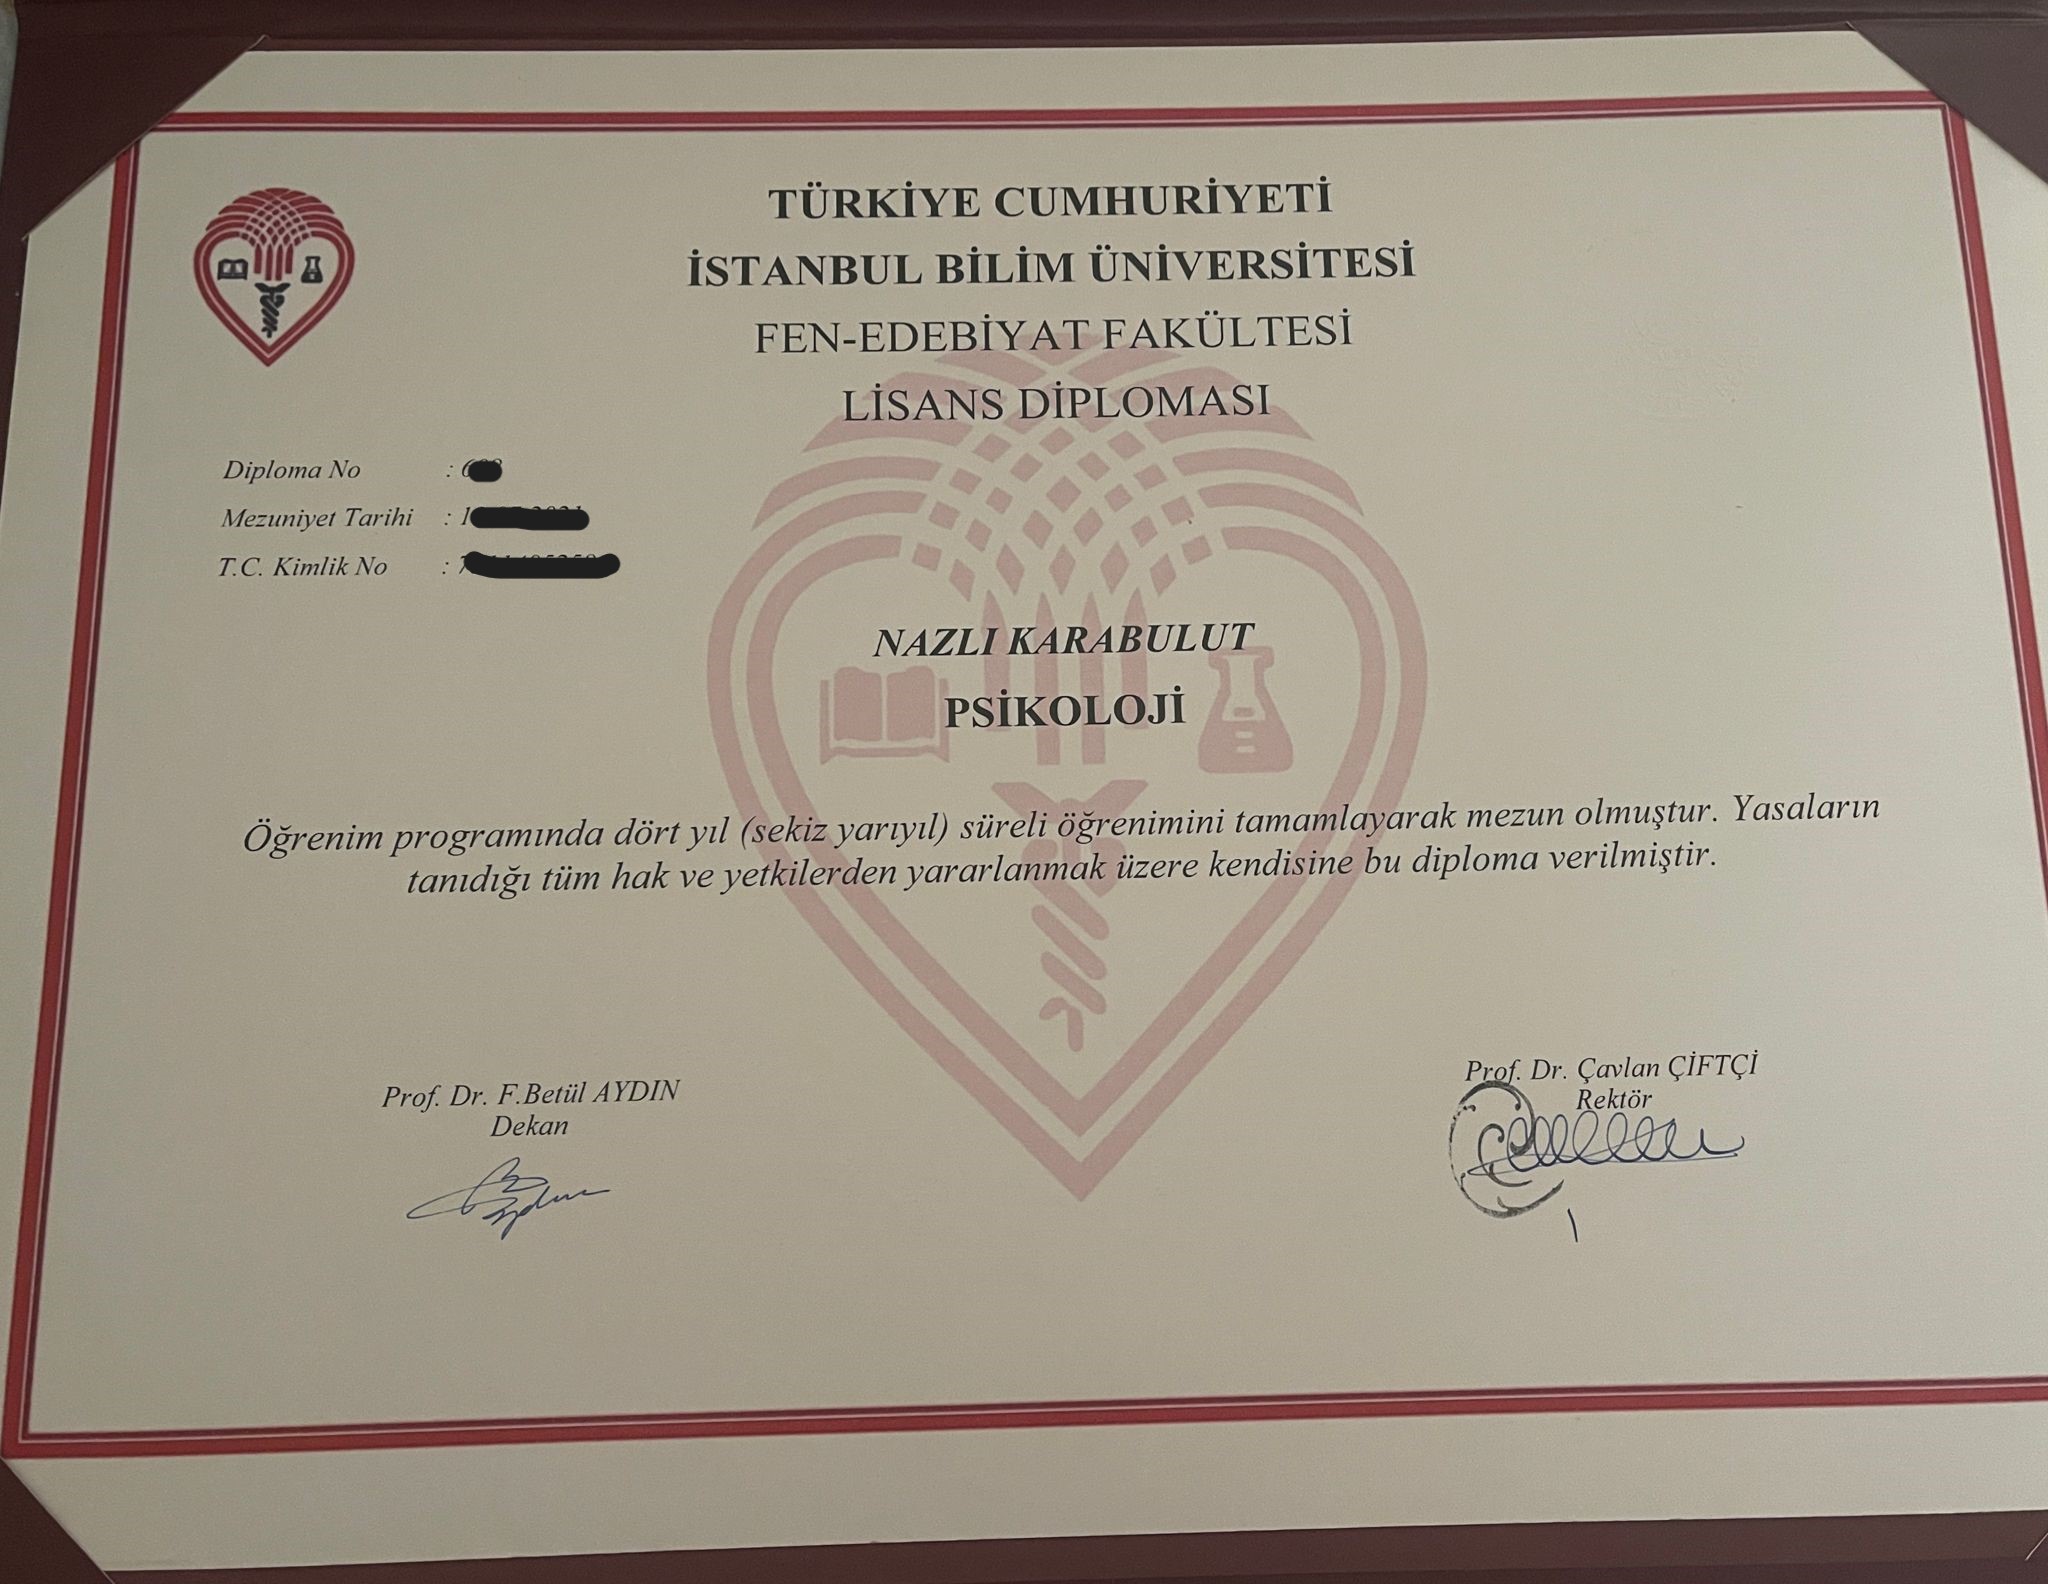 TÜRKİYE CUMHURİYETİ
İSTANBUL BİLİM ÜNİVERSİTESİ
FEN-EDEBİYAT FAKÜLTESİ
LİSANS DİPLOMASI
Diploma No :
Mezuniyet Tarihi :
T.C. Kimlik No :
NAZLI KARABULUT
PSİKOLOJİ
Öğrenim programında dört yıl (sekiz yarıyıl) süreli öğrenimini tamamlayarak mezun olmuştur. Yasaların
tanıdığı tüm hak ve yetkilerden yararlanmak üzere kendisine bu diploma verilmiştir.
Prof. Dr. F.Betül AYDIN
Dekan
Prof. Dr. Çavlan ÇİFTÇİ
Rektör